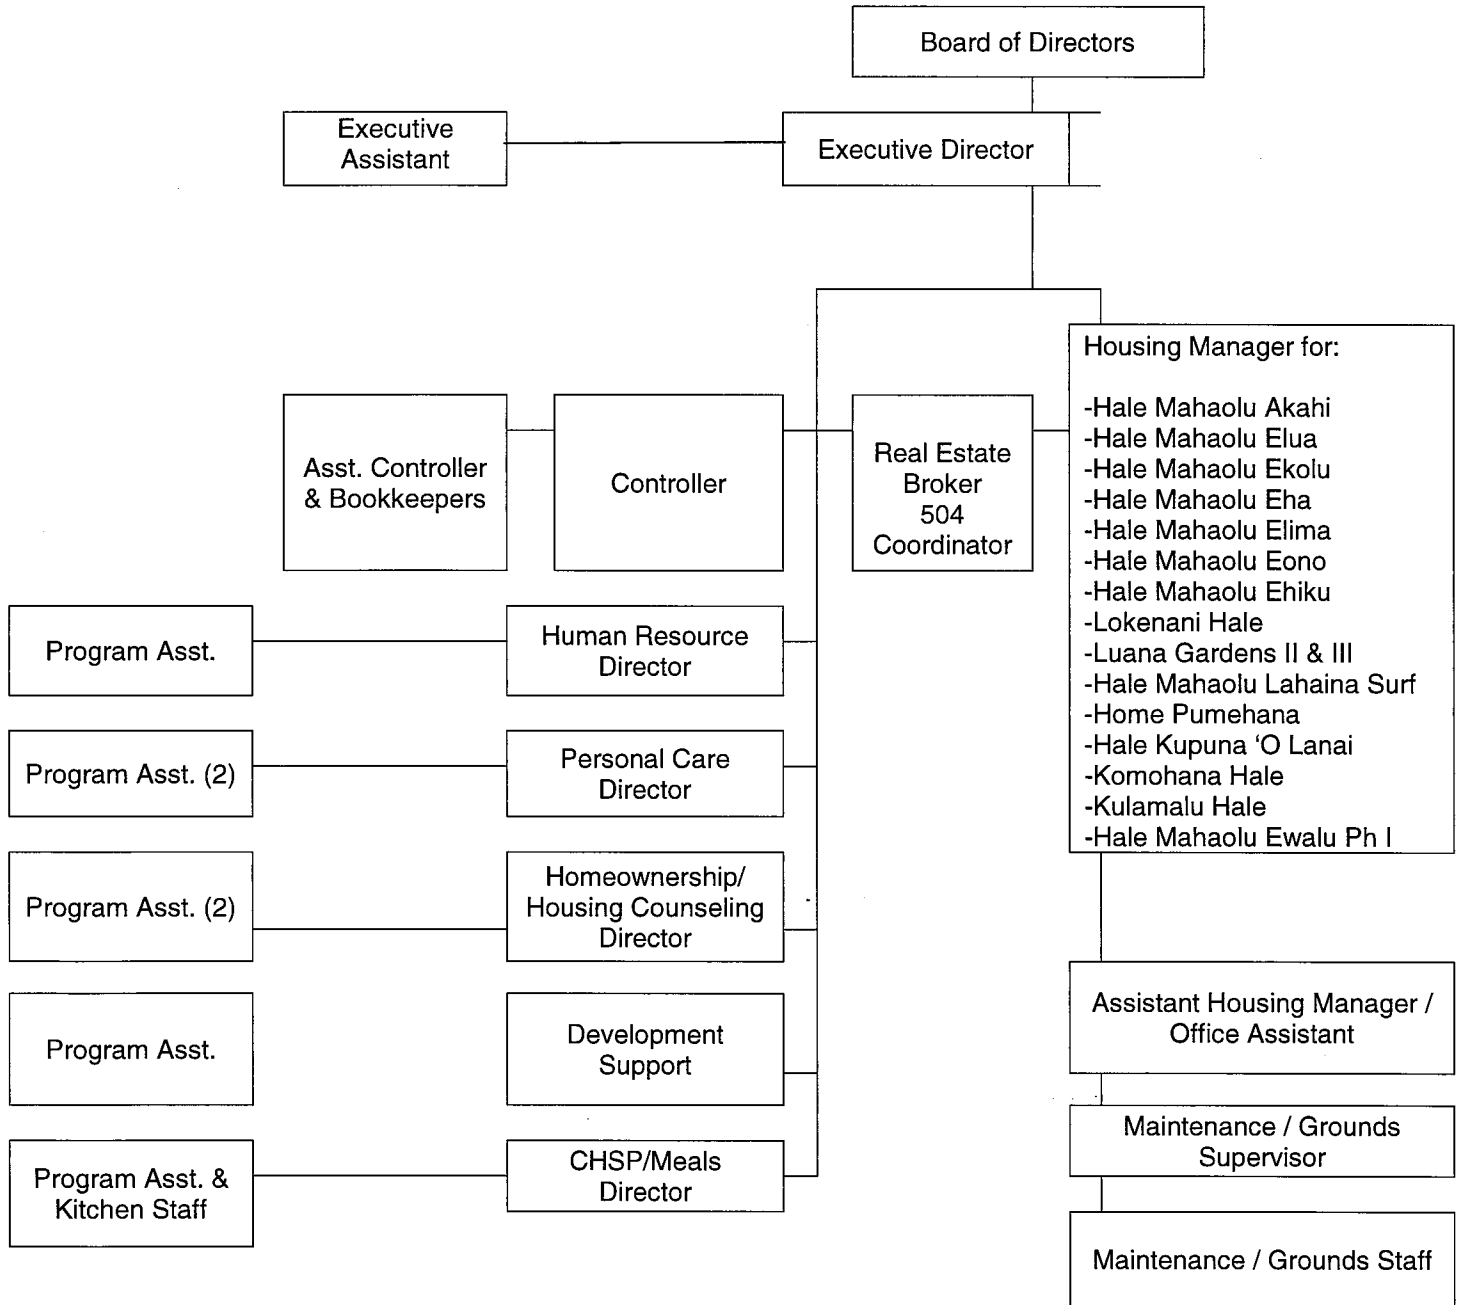 Board of Directors
Executive
Assistant
Executive Director
Housing Manager for:
-Hale Mahaolu Akahi
-Hale Mahaolu Elua
-Hale Mahaolu Ekolu
-Hale Mahaolu Eha
-Hale Mahaolu Elima
-Hale Mahaolu Eono
-Hale Mahaolu Ehiku
-Lokenani Hale
-Luana Gardens II & III
-Hale Mahaolu Lahaina Surf
-Home Pumehana
-Hale Kupuna ‘O Lanai
-Komohana Hale
-Kulamalu Hale
-Hale Mahaolu Ewalu Ph I
Asst. Controller
& Bookkeepers
Controller
Real Estate
Broker
504
Coordinator
Program Asst.
Human Resource
Director
Program Asst. (2)
Personal Care
Director
Program Asst. (2)
Homeownership/
Housing Counseling
Director
Program Asst.
Development
Support
Assistant Housing Manager /
Office Assistant
Program Asst. &
Kitchen Staff
CHSP/Meals
Director
Maintenance / Grounds
Supervisor
Maintenance / Grounds Staff